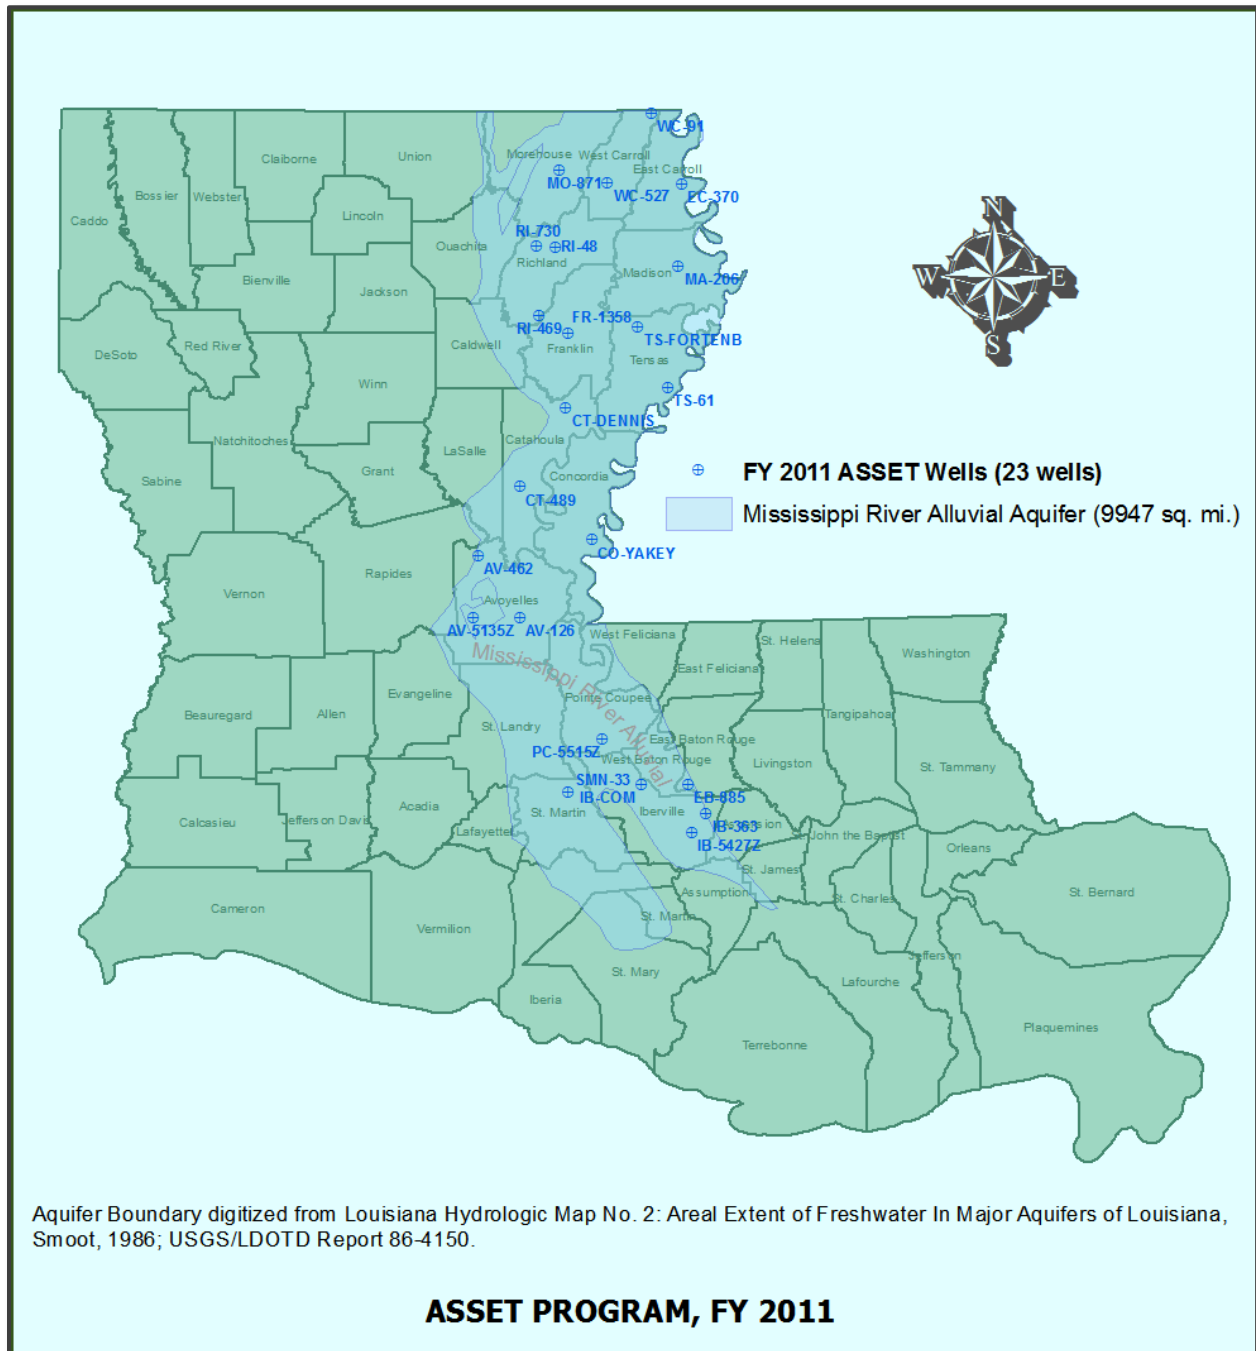 WC-91
Claiborne
Union
Morehouse
West Carroll
East Carroll
MO-871
WC-527
EC-370
Bossier
Webster
Caddo
Lincoln
RI-730
RI-48
Ouachita
Richland
Madison
MA-206
Bienville
Jackson
N
W
E
S
FR-1358
RI-469
TS-FORTENB
Red River
DeSoto
Caldwell
Franklin
Tensas
Winn
TS-61
CT-DENNIS
Natchitoches
LaSalle
Catahoula
Grant
Sabine
Concordia
CT-489
FY 2011 ASSET Wells (23 wells)
Mississippi River Alluvial Aquifer (9947 sq. mi.)
CO-YAKEY
AV-462
Rapides
Vernon
Avoyelles
AV-5135Z
AV-126
West Feliciana
St. Helena
Washington
Mississippi River Alluvial
East Feliciana
Evangeline
Pointe Coupee
Beauregard
Allen
St. Landry
Tangipahoa
East Baton Rouge
PC-5515Z
West Baton Rouge
Livingston
St. Tammany
SMN-33
IB-COM
EB-885
Acadia
St. Martin
Iberville
Calcasieu
Jefferson Davis
Lafayette
IB-363
Ascension
St. John the Baptist
IB-5427Z
Orleans
St. James
Assumption
St. Charles
St. Bernard
Cameron
St. Martin
Vermilion
Jefferson
St. Mary
Lafourche
Iberia
Plaquemines
Terrebonne
Aquifer Boundary digitized from Louisiana Hydrologic Map No. 2: Areal Extent of Freshwater In Major Aquifers of Louisiana,
Smoot, 1986; USGS/LDOTD Report 86-4150.
ASSET PROGRAM, FY 2011